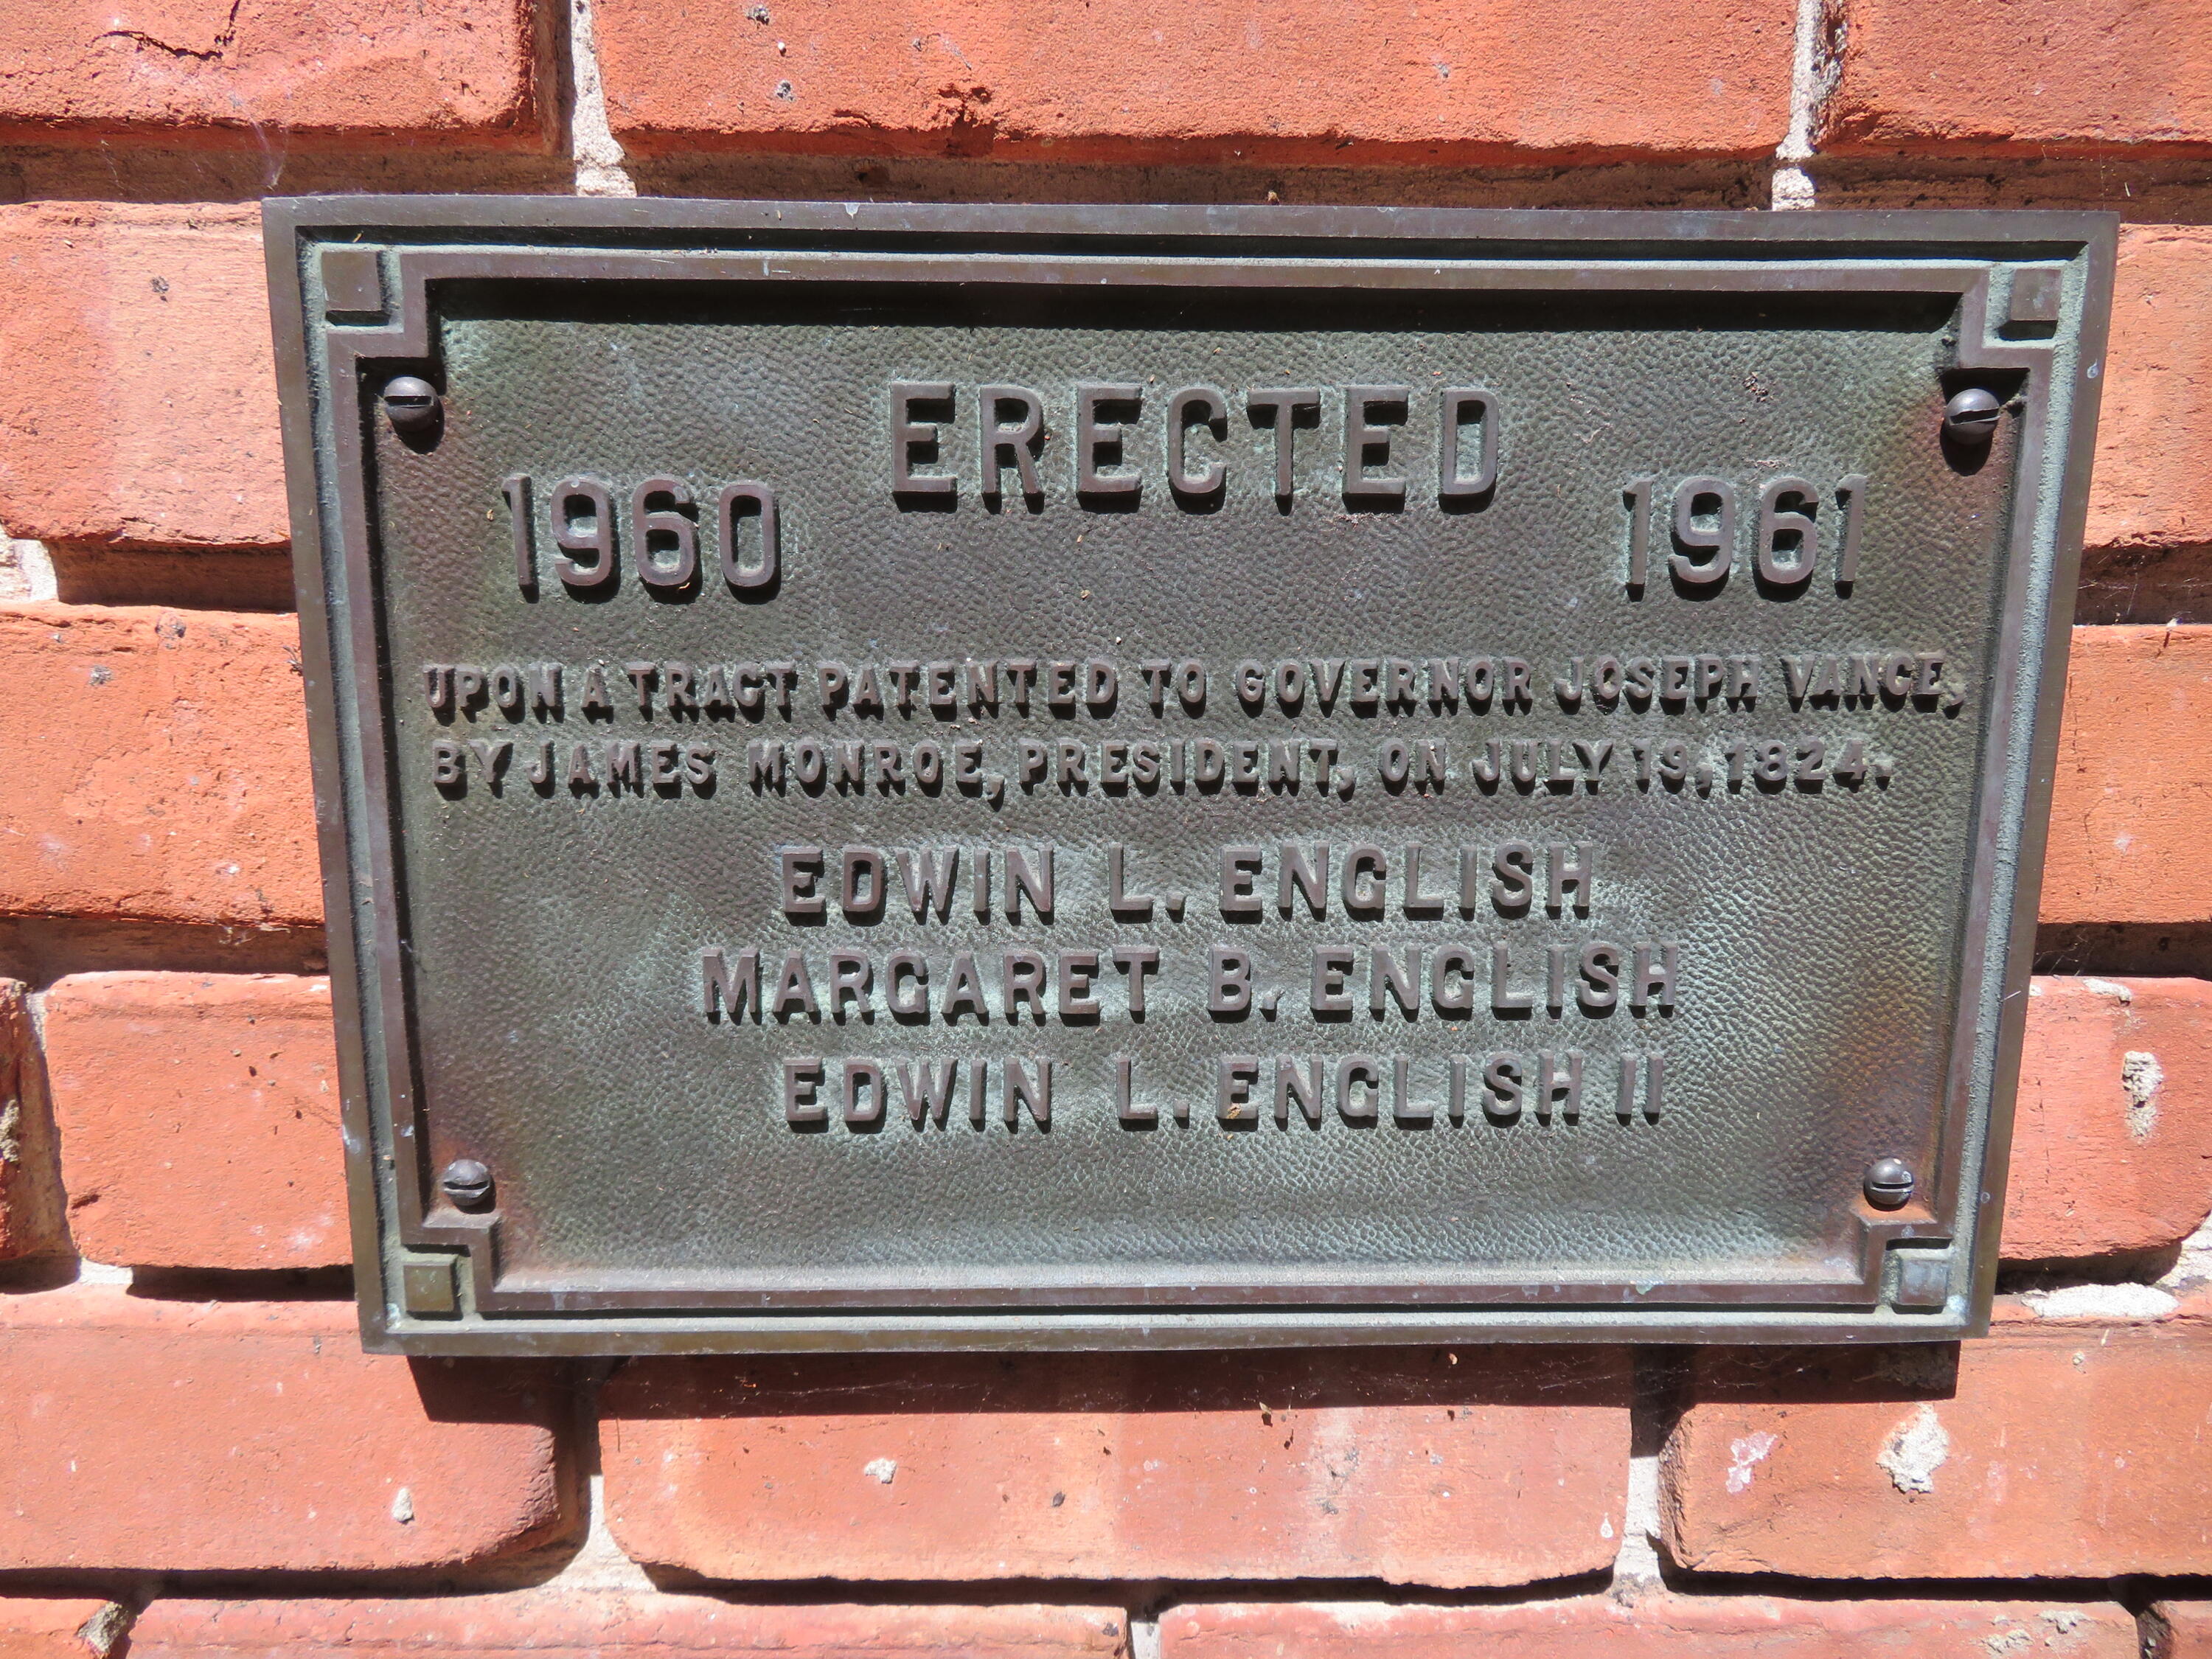 ERECTED
1960 1961
UPON A TRACT PATENTED TO GOVERNOR JOSEPH VANCE,
BY JAMES MONROE, PRESIDENT, ON JULY 19, 1824.
EDWIN L. ENGLISH
MARGARET B. ENGLISH
EDWIN L. ENGLISH II